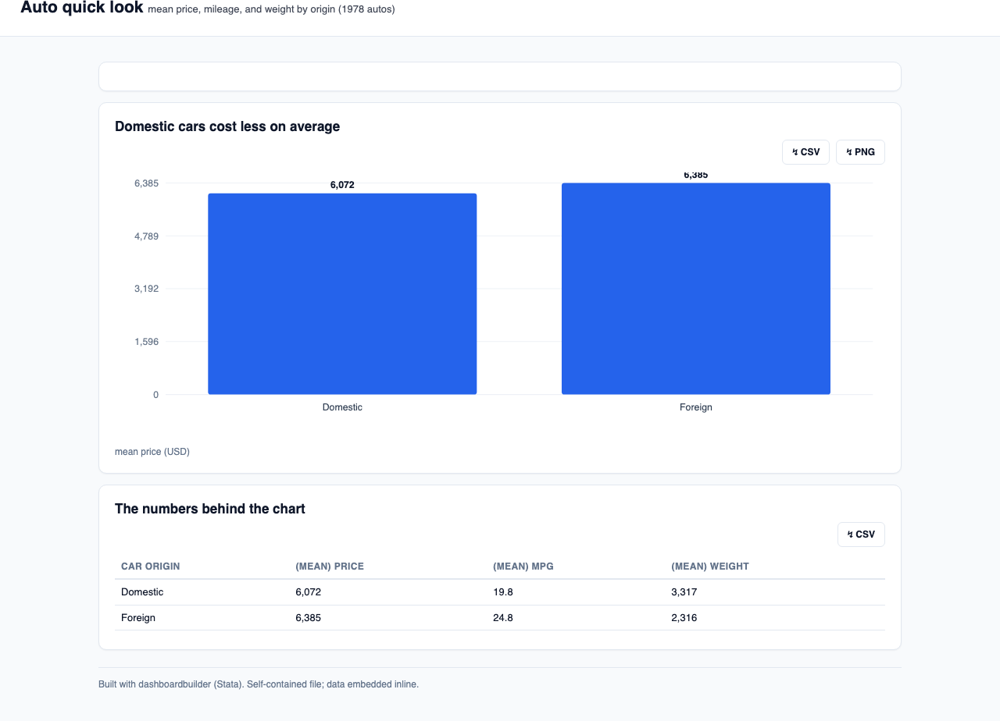 Auto quick look mean price, mileage, and weight by origin (1978 autos)
Domestic cars cost less on average
↯ CSV ↯ PNG
6,385
6,385
6,072
4,789
3,192
1,596
0
Domestic Foreign
mean price (USD)
The numbers behind the chart
↯ CSV
CAR ORIGIN (MEAN) PRICE (MEAN) MPG (MEAN) WEIGHT
Domestic 6,072 19.8 3,317
Foreign 6,385 24.8 2,316
Built with dashboardbuilder (Stata). Self-contained file; data embedded inline.